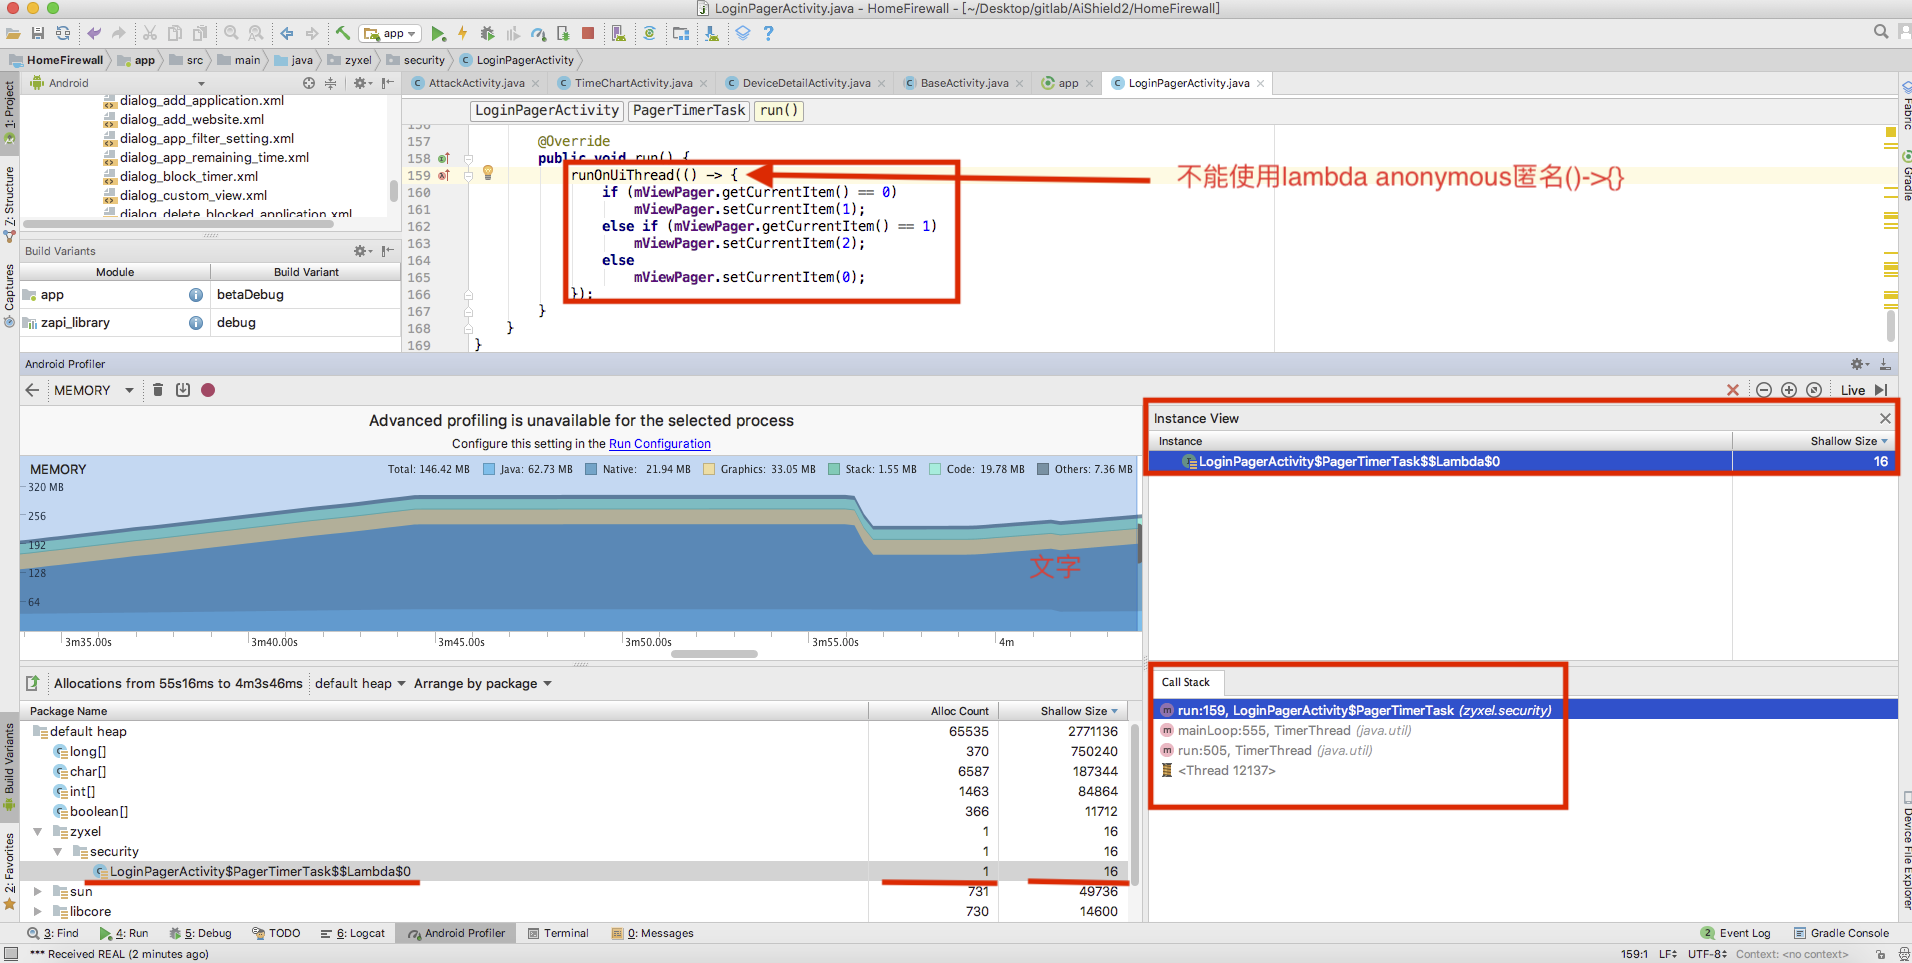 LoginPagerActivity.java - HomeFirewall - [~/Desktop/gitlab/AiShield2/HomeFirewall]
app
HomeFirewall app src main java zyxel security LoginPagerActivity
Android
AttackActivity.java TimeChartActivity.java DeviceDetailActivity.java BaseActivity.java app LoginPagerActivity.java
1: Project
Z: Structure
Captures
Build Variants
2: Favorites
Fabric
Gradle
Device File Explorer
dialog_add_application.xml
dialog_add_website.xml
dialog_app_filter_setting.xml
dialog_app_remaining_time.xml
dialog_block_timer.xml
dialog_custom_view.xml
dialog_delete_blocked_application.xml
Build Variants
Module Build Variant
app betaDebug
zapi_library debug
LoginPagerActivity PagerTimerTask run()
156
157 @Override
158 public void run() {
159 runOnUiThread(() -> {
160 if (mViewPager.getCurrentItem() == 0)
161 mViewPager.setCurrentItem(1);
162 else if (mViewPager.getCurrentItem() == 1)
163 mViewPager.setCurrentItem(2);
164 else
165 mViewPager.setCurrentItem(0);
166 });
167 }
168 }
169 }
不能使用lambda anonymous匿名()->{}
Android Profiler
MEMORY
Live
Advanced profiling is unavailable for the selected process
Configure this setting in the Run Configuration
MEMORY
Total: 146.42 MB Java: 62.73 MB Native: 21.94 MB Graphics: 33.05 MB Stack: 1.55 MB Code: 19.78 MB Others: 7.36 MB
320 MB
256
192
128
64
文字
3m35.00s 3m40.00s 3m45.00s 3m50.00s 3m55.00s 4m
Instance View
Instance Shallow Size
LoginPagerActivity$PagerTimerTask$$Lambda$0 16
Allocations from 55s16ms to 4m3s46ms default heap Arrange by package
Package Name Alloc Count Shallow Size
default heap 65535 2771136
long[] 370 750240
char[] 6587 187344
int[] 1463 84864
boolean[] 366 11712
zyxel 1 16
security 1 16
LoginPagerActivity$PagerTimerTask$$Lambda$0 1 16
sun 731 49736
libcore 730 14600
Call Stack
run:159, LoginPagerActivity$PagerTimerTask (zyxel.security)
mainLoop:555, TimerThread (java.util)
run:505, TimerThread (java.util)
<Thread 12137>
3: Find 4: Run 5: Debug TODO 6: Logcat Android Profiler Terminal 0: Messages 2 Event Log Gradle Console
*** Received REAL (2 minutes ago) 159:1 LF UTF-8 Context: <no context>